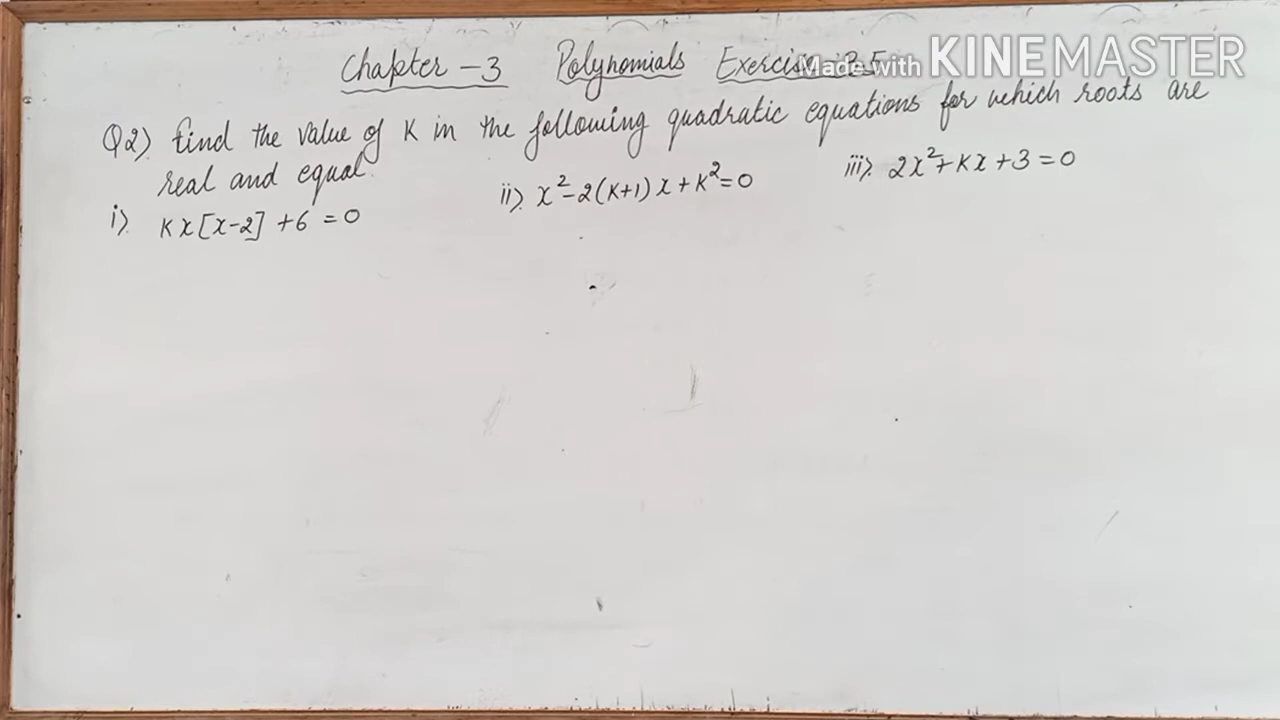 Chapter - 3 Polynomials Exercise
Made with KINEMASTER
Q2). Find the value of K in the following quadratic equations for which roots are
real and equal.
i). Kx[x-2] +6 = 0
ii). x²-2(K+1)x+K²=0
iii). 2x²+Kx+3=0